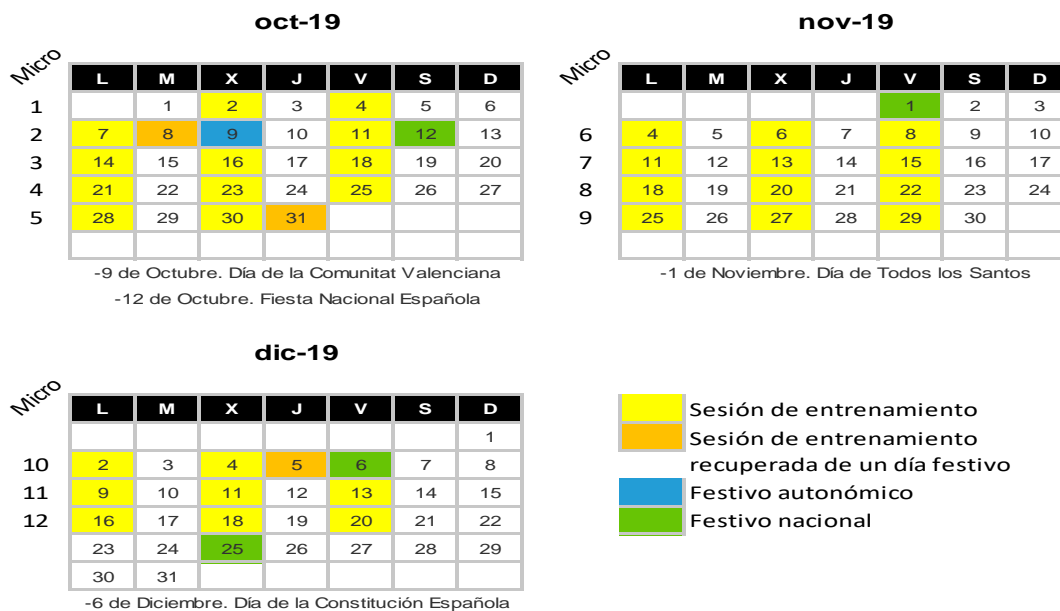 oct-19
Micro
L M X J V S D
1 1 2 3 4 5 6
2 7 8 9 10 11 12 13
3 14 15 16 17 18 19 20
4 21 22 23 24 25 26 27
5 28 29 30 31
-9 de Octubre. Día de la Comunitat Valenciana
-12 de Octubre. Fiesta Nacional Española
nov-19
Micro
L M X J V S D
1 2 3
6 4 5 6 7 8 9 10
7 11 12 13 14 15 16 17
8 18 19 20 21 22 23 24
9 25 26 27 28 29 30
-1 de Noviembre. Día de Todos los Santos
dic-19
Micro
L M X J V S D
1
10 2 3 4 5 6 7 8
11 9 10 11 12 13 14 15
12 16 17 18 19 20 21 22
23 24 25 26 27 28 29
30 31
-6 de Diciembre. Día de la Constitución Española
Sesión de entrenamiento
Sesión de entrenamiento
recuperada de un día festivo
Festivo autonómico
Festivo nacional